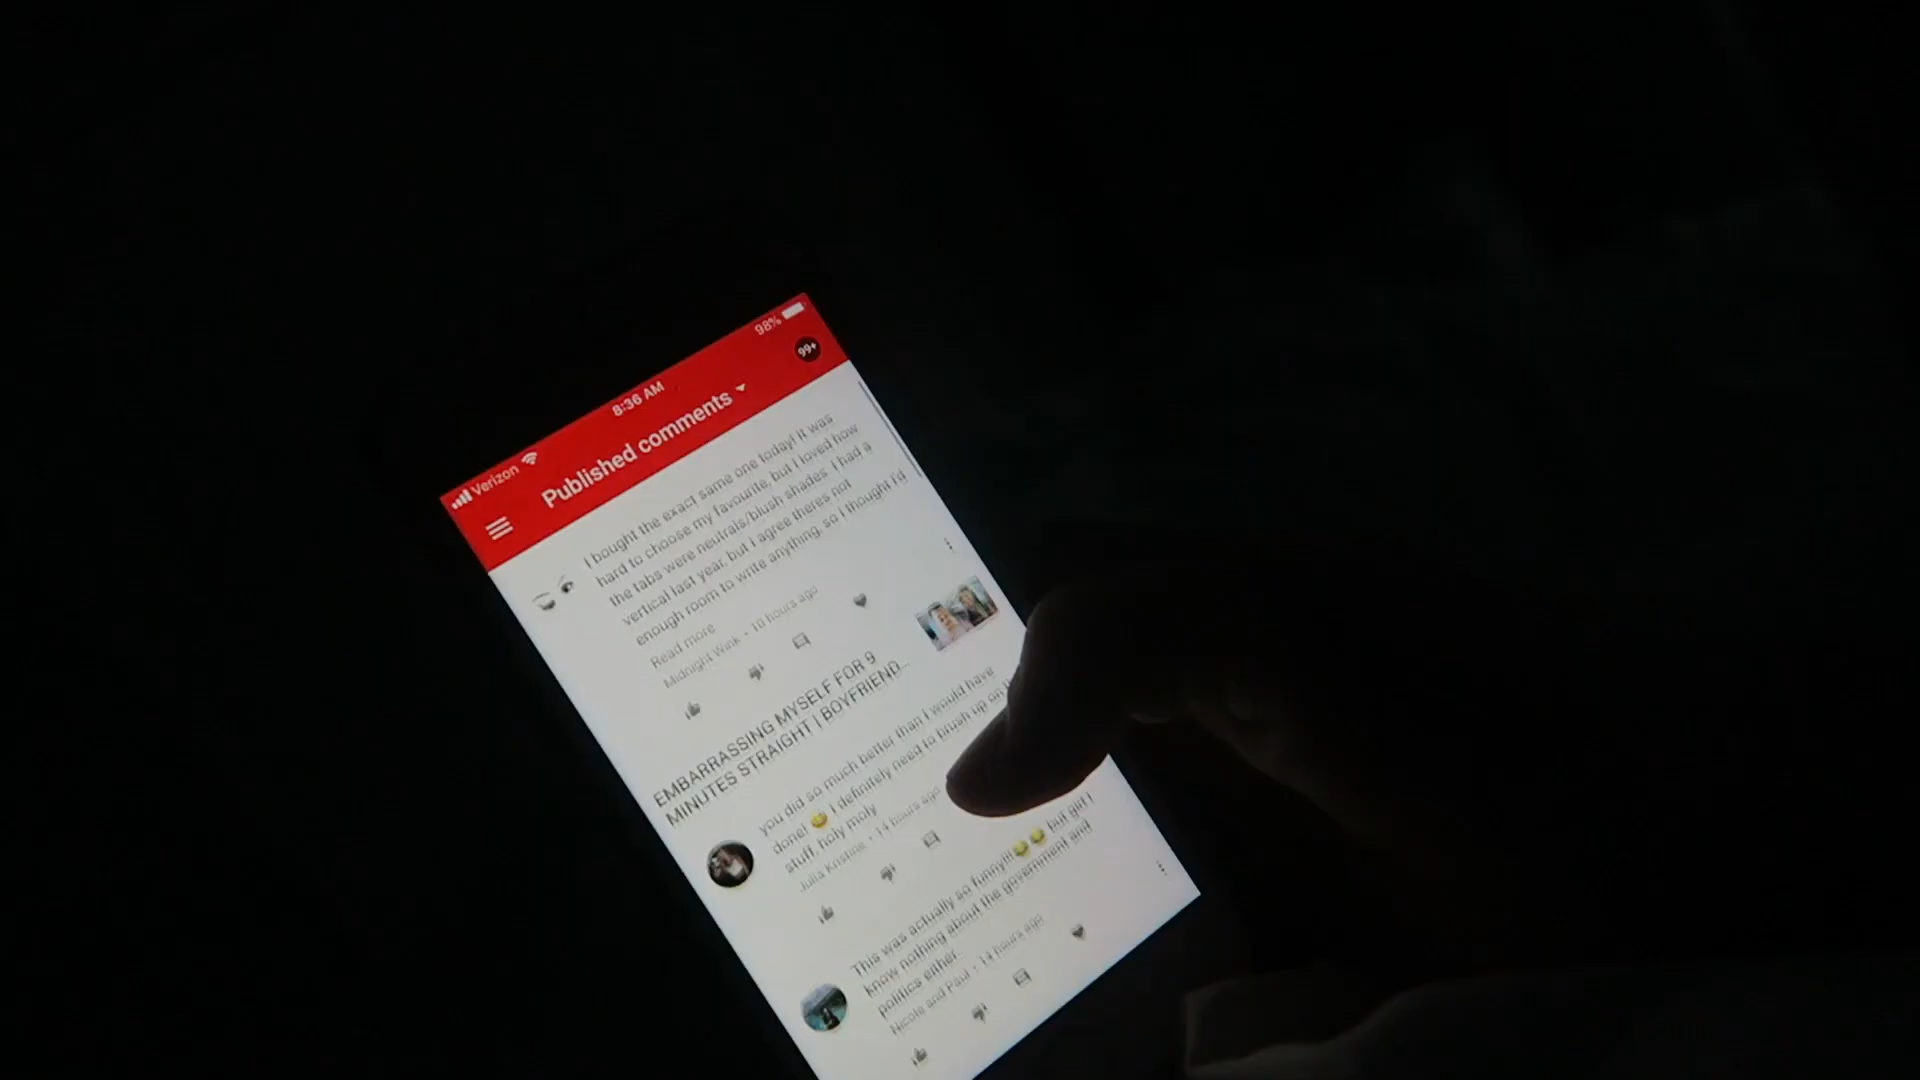 Verizon 8:36 AM 98%
Published comments
99+
I bought the exact same one today! It was
hard to choose my favourite, but I loved how
the tabs were neutrals/blush shades. I had a
vertical last year, but I agree theres not
enough room to write anything, so I thought I'd
Read more
Midnight Wink • 10 hours ago
EMBARRASSING MYSELF FOR 9
MINUTES STRAIGHT | BOYFRIEND...
you did so much better than I would have
done! 😂 I definitely need to brush up on
stuff, holy moly
Julia Kristine • 14 hours ago
This was actually so funny!!!😂😂 but girl I
know nothing about the government and
politics either..
Nicole and Paul • 14 hours ago